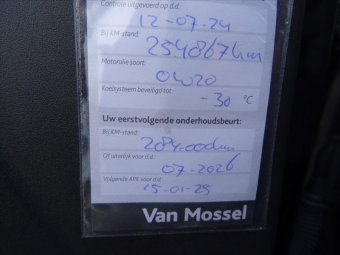 Controle uitgevoerd op d.d:
12-07-24
Bij KM-stand:
254867km
Motorolie soort:
0W20
Koelsysteem beveiligd tot:
-30 °C
Uw eerstvolgende onderhoudsbeurt:
Bij KM-stand:
284.000km
Of uiterlijk voor d.d:
07-2026
Volgende APK voor d.d:
15-01-25
Van Mossel